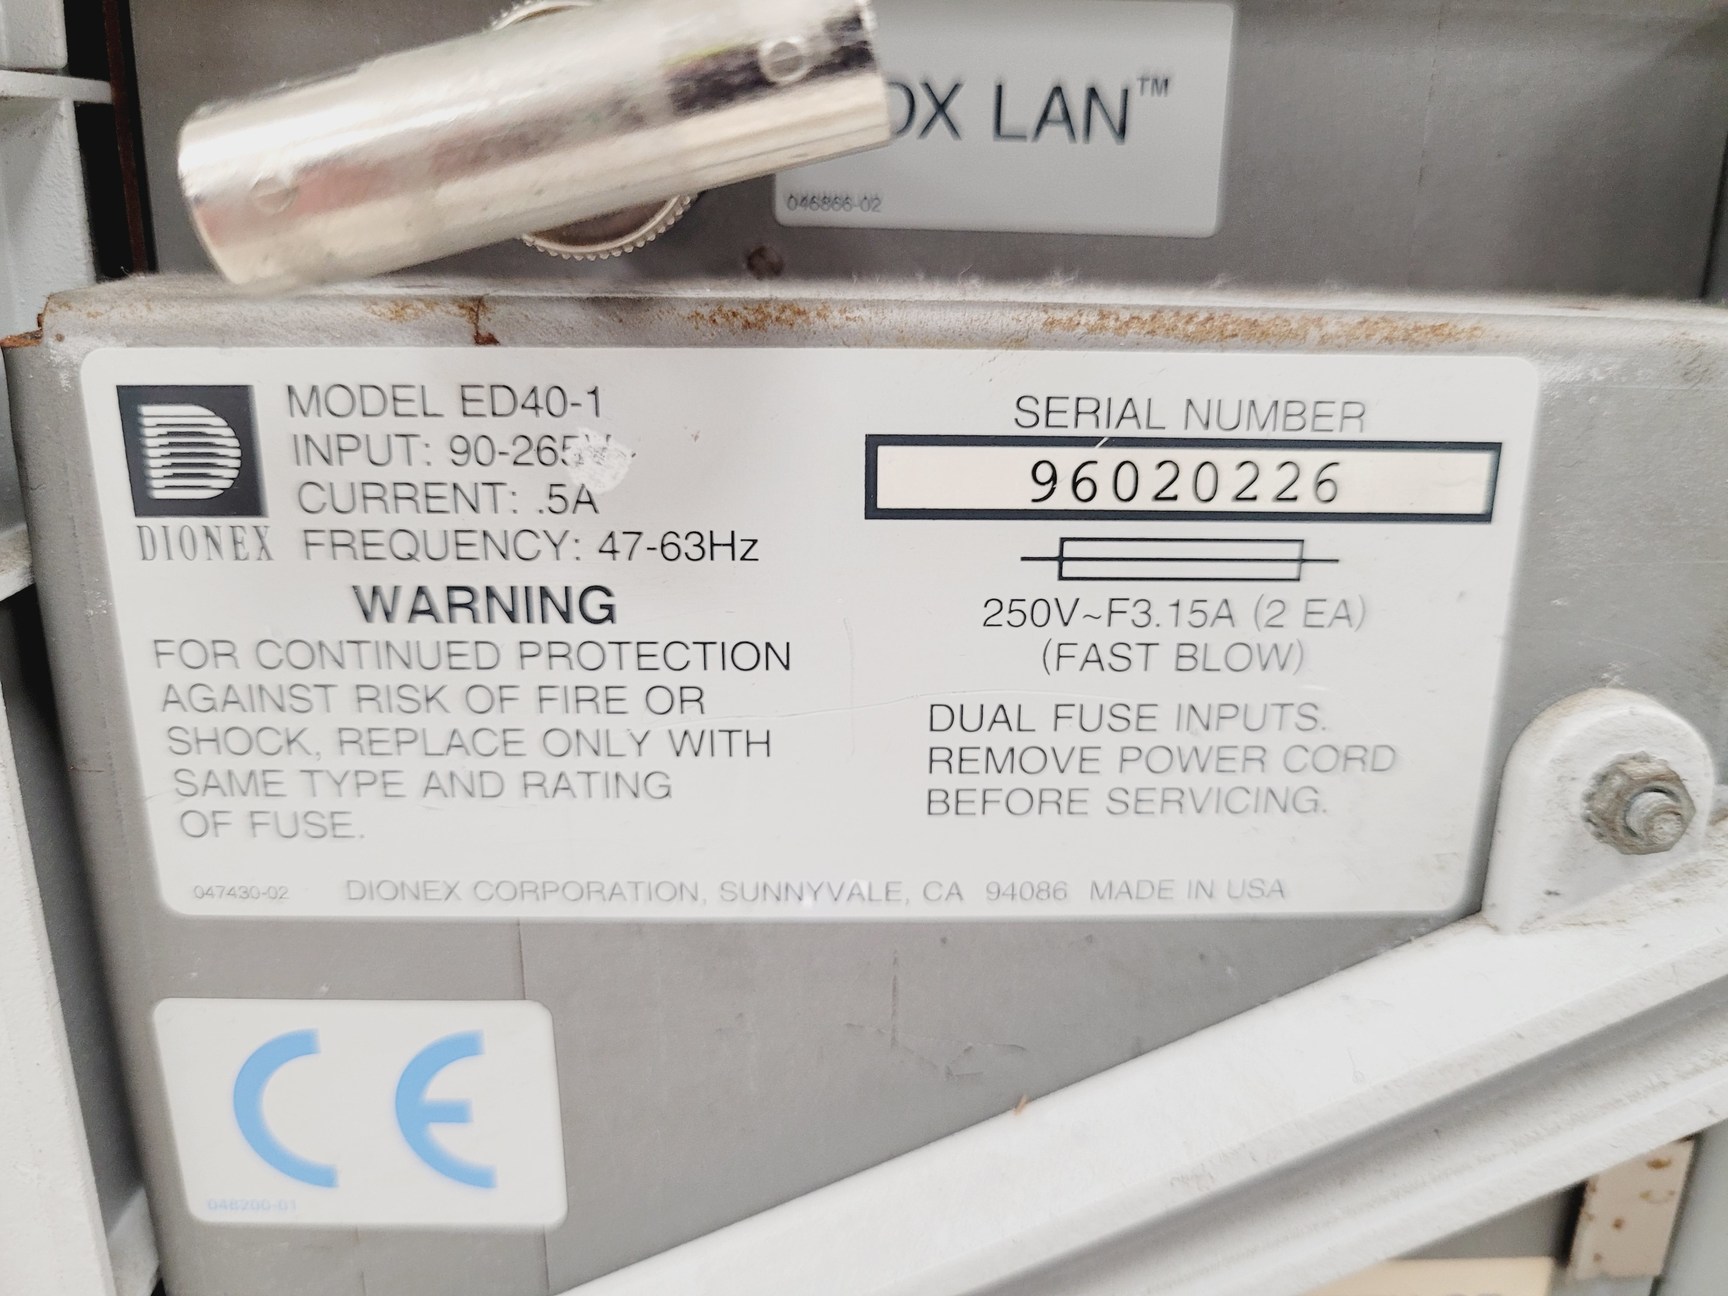 DX LAN™
046866-02
MODEL ED40-1
INPUT: 90-265V
CURRENT: .5A
DIONEX
FREQUENCY: 47-63Hz
WARNING
FOR CONTINUED PROTECTION
AGAINST RISK OF FIRE OR
SHOCK, REPLACE ONLY WITH
SAME TYPE AND RATING
OF FUSE.
SERIAL NUMBER
96020226
250V~F3.15A (2 EA)
(FAST BLOW)
DUAL FUSE INPUTS.
REMOVE POWER CORD
BEFORE SERVICING.
047430-02 DIONEX CORPORATION, SUNNYVALE, CA 94086 MADE IN USA
CE
048200-01